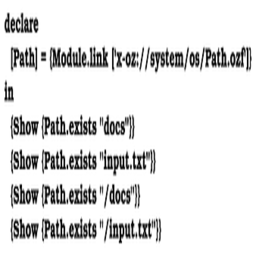 declare
[Path] = {Module.link ['x-oz://system/os/Path.ozf']}
in
{Show {Path.exists "docs"}}
{Show {Path.exists "input.txt"}}
{Show {Path.exists "/docs"}}
{Show {Path.exists "/input.txt"}}